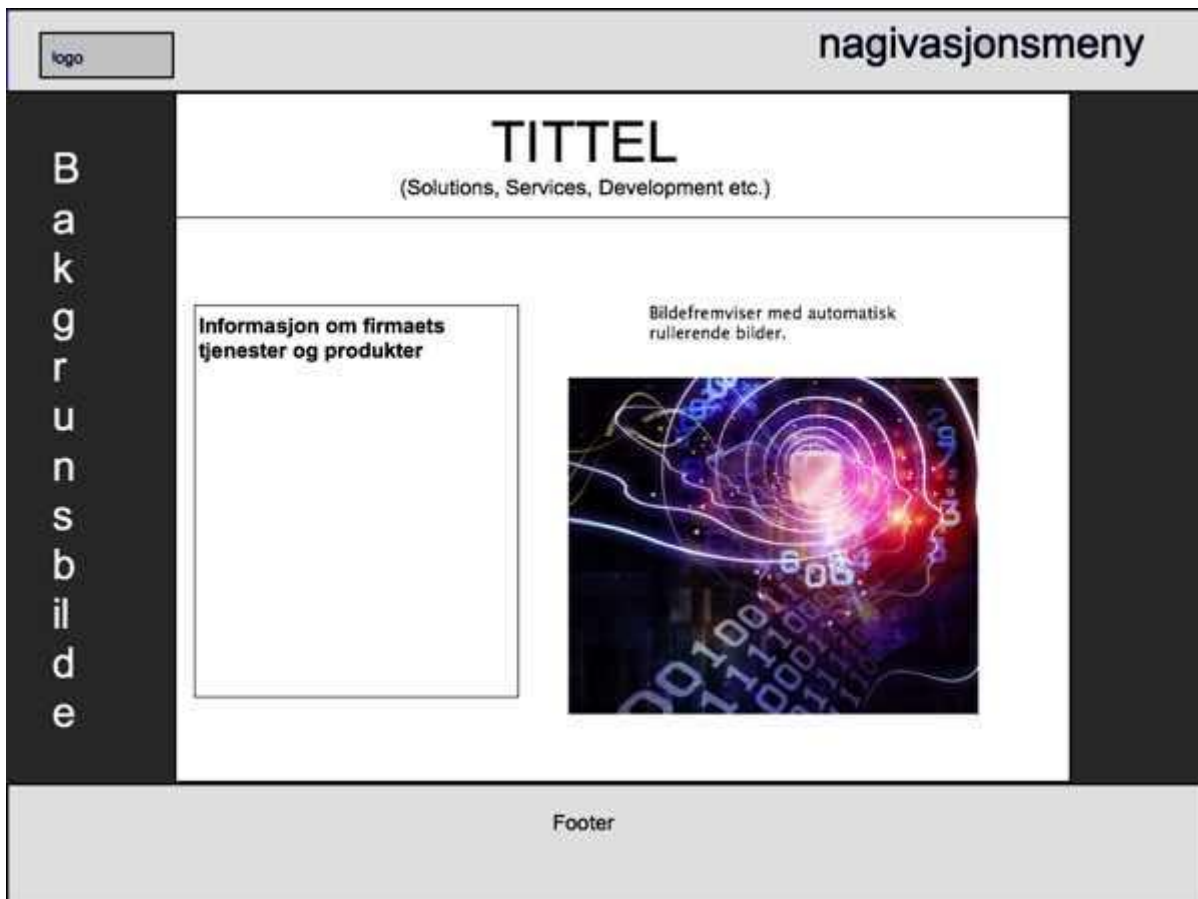 logo
nagivasjonsmeny
TITTEL
(Solutions, Services, Development etc.)
Bakgrunsbilde
Informasjon om firmaets
tjenester og produkter
Bildefremviser med automatisk
rullerende bilder.
Footer